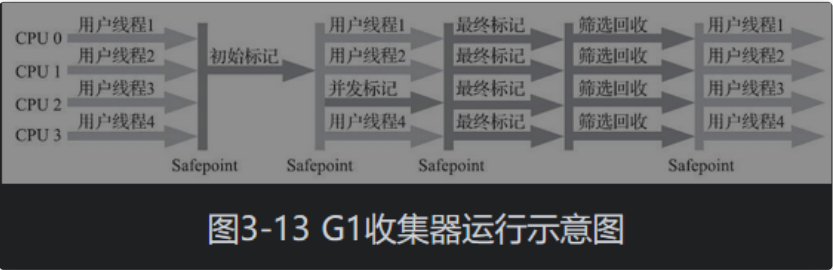 CPU 0 用户线程1 用户线程1 最终标记 筛选回收 用户线程1
CPU 1 用户线程2 初始标记 用户线程2 最终标记 筛选回收 用户线程2
CPU 2 用户线程3 并发标记 最终标记 筛选回收 用户线程3
CPU 3 用户线程4 用户线程4 最终标记 筛选回收 用户线程4
Safepoint Safepoint Safepoint Safepoint
图3-13 G1收集器运行示意图